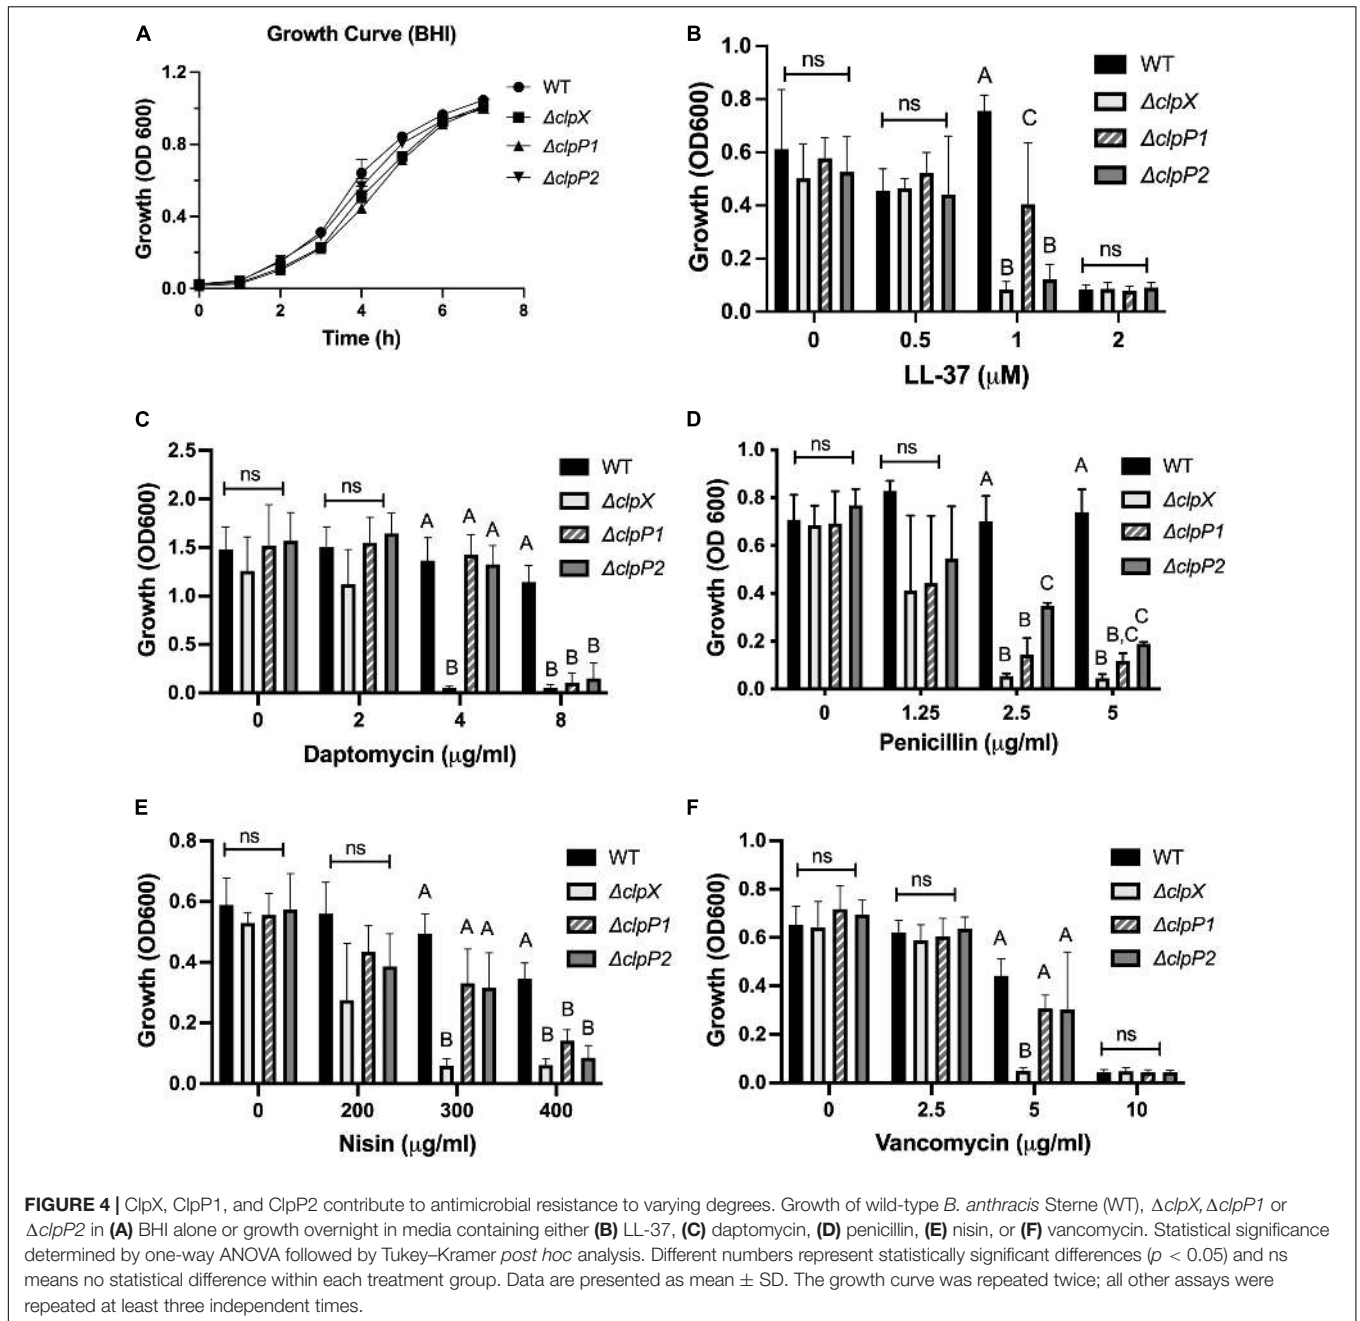 A
Growth Curve (BHI)
Growth (OD 600)
1.2
0.8
0.4
0.0
0 2 4 6 8
Time (h)
WT
ΔclpX
ΔclpP1
ΔclpP2
B
Growth (OD600)
1.0
0.8
0.6
0.4
0.2
0.0
ns
ns
A
B
C
B
ns
0 0.5 1 2
LL-37 (μM)
WT
ΔclpX
ΔclpP1
ΔclpP2
C
Growth (OD600)
2.5
2.0
1.5
1.0
0.5
0.0
ns
ns
A
B
A
A
A
B
B
B
0 2 4 8
Daptomycin (μg/ml)
WT
ΔclpX
ΔclpP1
ΔclpP2
D
Growth (OD 600)
1.0
0.8
0.6
0.4
0.2
0.0
ns
ns
A
B
B
C
A
B
B,C
C
0 1.25 2.5 5
Penicillin (μg/ml)
WT
ΔclpX
ΔclpP1
ΔclpP2
E
Growth (OD600)
0.8
0.6
0.4
0.2
0.0
ns
ns
A
B
A
A
A
B
B
B
0 200 300 400
Nisin (μg/ml)
WT
ΔclpX
ΔclpP1
ΔclpP2
F
Growth (OD600)
1.0
0.8
0.6
0.4
0.2
0.0
ns
ns
A
B
A
A
ns
0 2.5 5 10
Vancomycin (μg/ml)
WT
ΔclpX
ΔclpP1
ΔclpP2
FIGURE 4 | ClpX, ClpP1, and ClpP2 contribute to antimicrobial resistance to varying degrees. Growth of wild-type B. anthracis Sterne (WT), ΔclpX, ΔclpP1 or
ΔclpP2 in (A) BHI alone or growth overnight in media containing either (B) LL-37, (C) daptomycin, (D) penicillin, (E) nisin, or (F) vancomycin. Statistical significance
determined by one-way ANOVA followed by Tukey–Kramer post hoc analysis. Different numbers represent statistically significant differences (p < 0.05) and ns
means no statistical difference within each treatment group. Data are presented as mean ± SD. The growth curve was repeated twice; all other assays were
repeated at least three independent times.